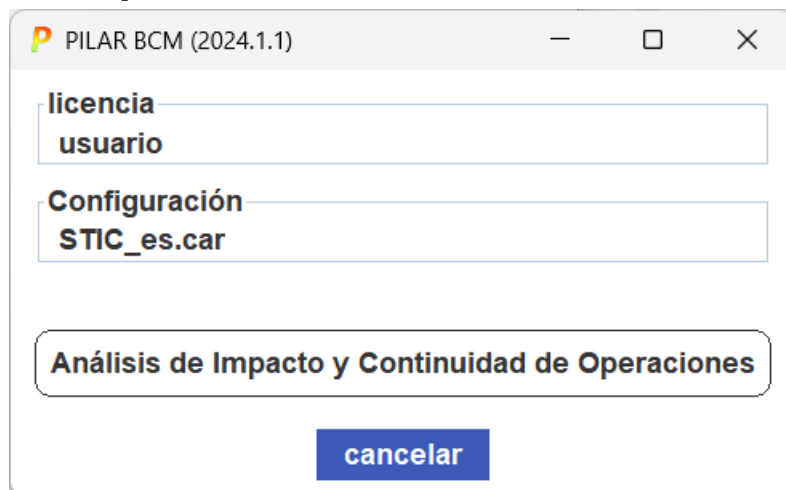 PILAR BCM (2024.1.1)
licencia
usuario
Configuración
STIC_es.car
Análisis de Impacto y Continuidad de Operaciones
cancelar